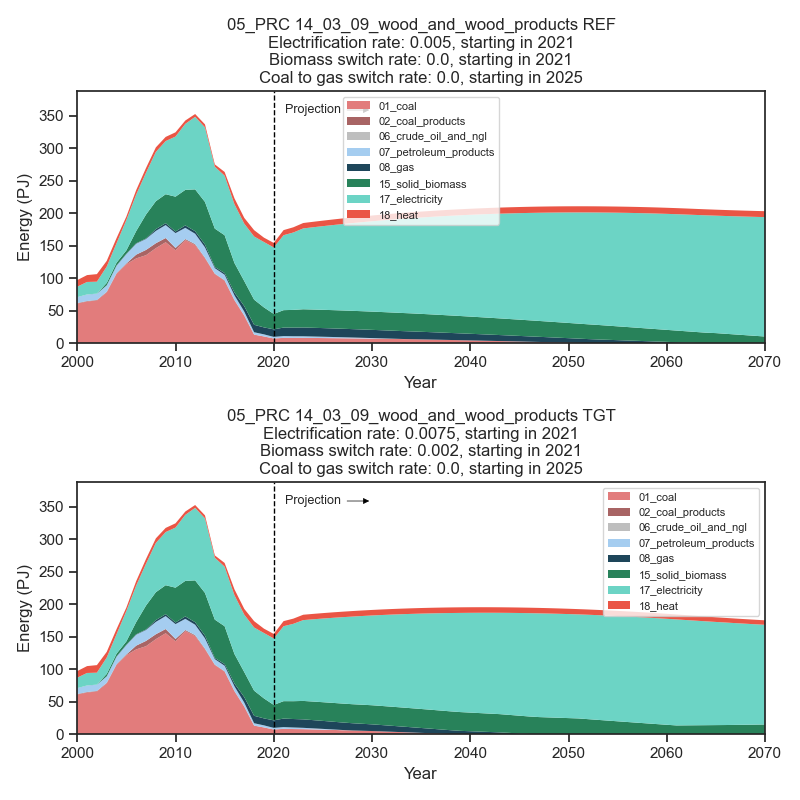 05_PRC 14_03_09_wood_and_wood_products REF
Electrification rate: 0.005, starting in 2021
Biomass switch rate: 0.0, starting in 2021
Coal to gas switch rate: 0.0, starting in 2025
Projection
01_coal
02_coal_products
06_crude_oil_and_ngl
07_petroleum_products
08_gas
15_solid_biomass
17_electricity
18_heat
Energy (PJ)
350
300
250
200
150
100
50
0
2000 2010 2020 2030 2040 2050 2060 2070
Year
05_PRC 14_03_09_wood_and_wood_products TGT
Electrification rate: 0.0075, starting in 2021
Biomass switch rate: 0.002, starting in 2021
Coal to gas switch rate: 0.0, starting in 2025
Projection
01_coal
02_coal_products
06_crude_oil_and_ngl
07_petroleum_products
08_gas
15_solid_biomass
17_electricity
18_heat
Energy (PJ)
350
300
250
200
150
100
50
0
2000 2010 2020 2030 2040 2050 2060 2070
Year